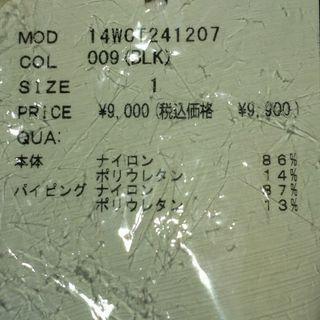 MOD 14WCT241207
COL 009(BLK)
SIZE 1
PRICE ¥9,000(税込価格 ¥9,900)
QUA:
本体 ナイロン 86%
ポリウレタン 14%
パイピング ナイロン 87%
ポリウレタン 13%